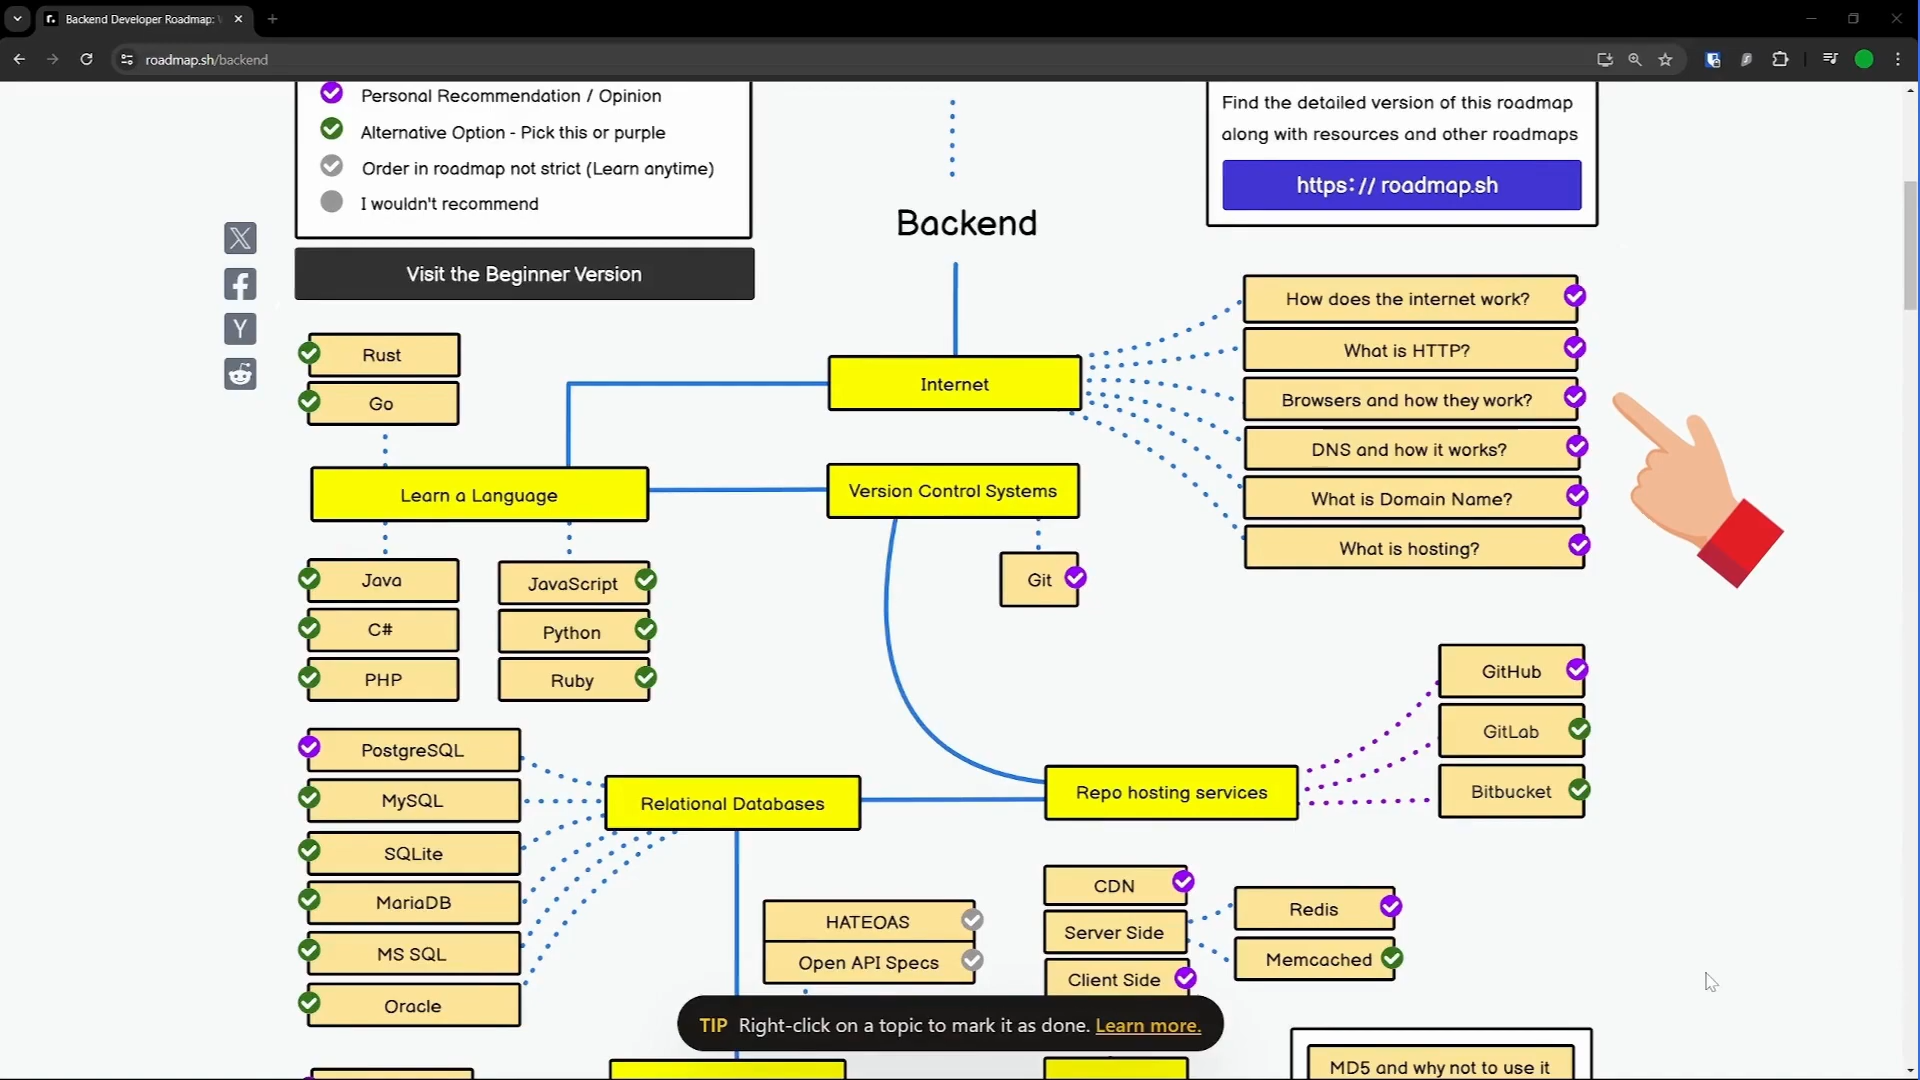 Backend Developer Roadmap:
roadmap.sh/backend
Personal Recommendation / Opinion
Alternative Option - Pick this or purple
Order in roadmap not strict (Learn anytime)
I wouldn't recommend
Visit the Beginner Version
Find the detailed version of this roadmap
along with resources and other roadmaps
https://roadmap.sh
Backend
Internet
How does the internet work?
What is HTTP?
Browsers and how they work?
DNS and how it works?
What is Domain Name?
What is hosting?
Rust
Go
Learn a Language
Version Control Systems
Git
Java
C#
PHP
JavaScript
Python
Ruby
GitHub
GitLab
Bitbucket
Repo hosting services
Relational Databases
PostgreSQL
MySQL
SQLite
MariaDB
MS SQL
Oracle
HATEOAS
Open API Specs
CDN
Server Side
Client Side
Redis
Memcached
TIP Right-click on a topic to mark it as done. Learn more.
MD5 and why not to use it